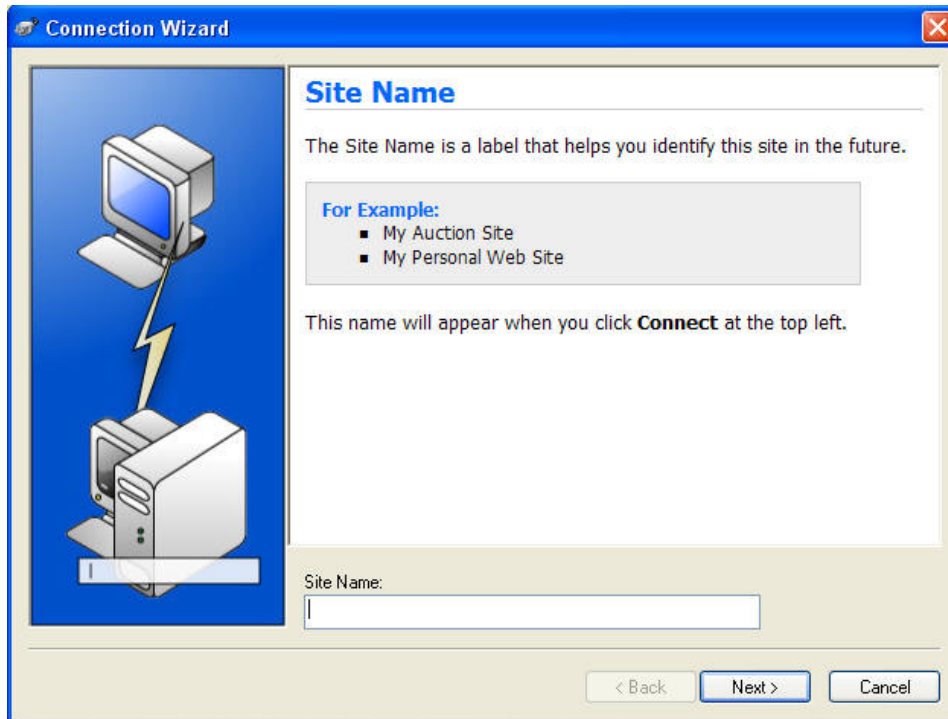 Connection Wizard
Site Name
The Site Name is a label that helps you identify this site in the future.
For Example:
▪ My Auction Site
▪ My Personal Web Site
This name will appear when you click Connect at the top left.
Site Name:
< Back
Next >
Cancel